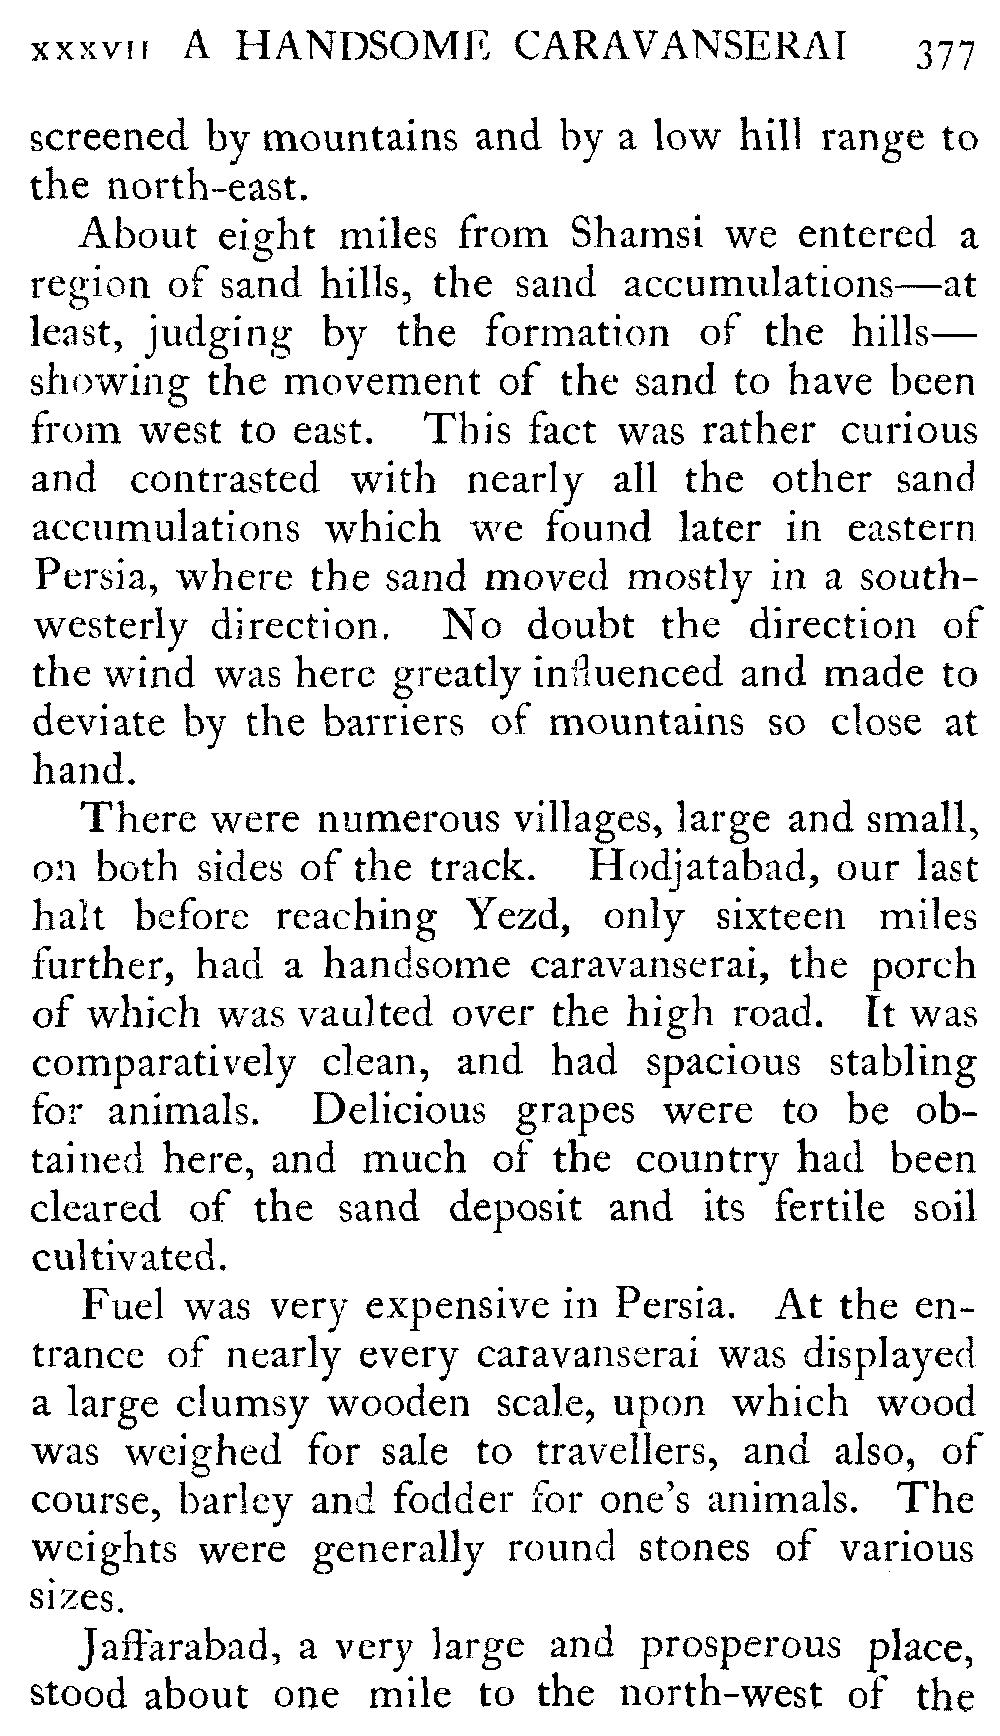 XXXVII A HANDSOME CARAVANSERAI 377
screened by mountains and by a low hill range to
the north-east.
About eight miles from Shamsi we entered a
region of sand hills, the sand accumulations—at
least, judging by the formation of the hills—
showing the movement of the sand to have been
from west to east. This fact was rather curious
and contrasted with nearly all the other sand
accumulations which we found later in eastern
Persia, where the sand moved mostly in a south-
westerly direction. No doubt the direction of
the wind was here greatly influenced and made to
deviate by the barriers of mountains so close at
hand.
There were numerous villages, large and small,
on both sides of the track. Hodjatabad, our last
halt before reaching Yezd, only sixteen miles
further, had a handsome caravanserai, the porch
of which was vaulted over the high road. It was
comparatively clean, and had spacious stabling
for animals. Delicious grapes were to be ob-
tained here, and much of the country had been
cleared of the sand deposit and its fertile soil
cultivated.
Fuel was very expensive in Persia. At the en-
trance of nearly every caravanserai was displayed
a large clumsy wooden scale, upon which wood
was weighed for sale to travellers, and also, of
course, barley and fodder for one's animals. The
weights were generally round stones of various
sizes.
Jaffarabad, a very large and prosperous place,
stood about one mile to the north-west of the